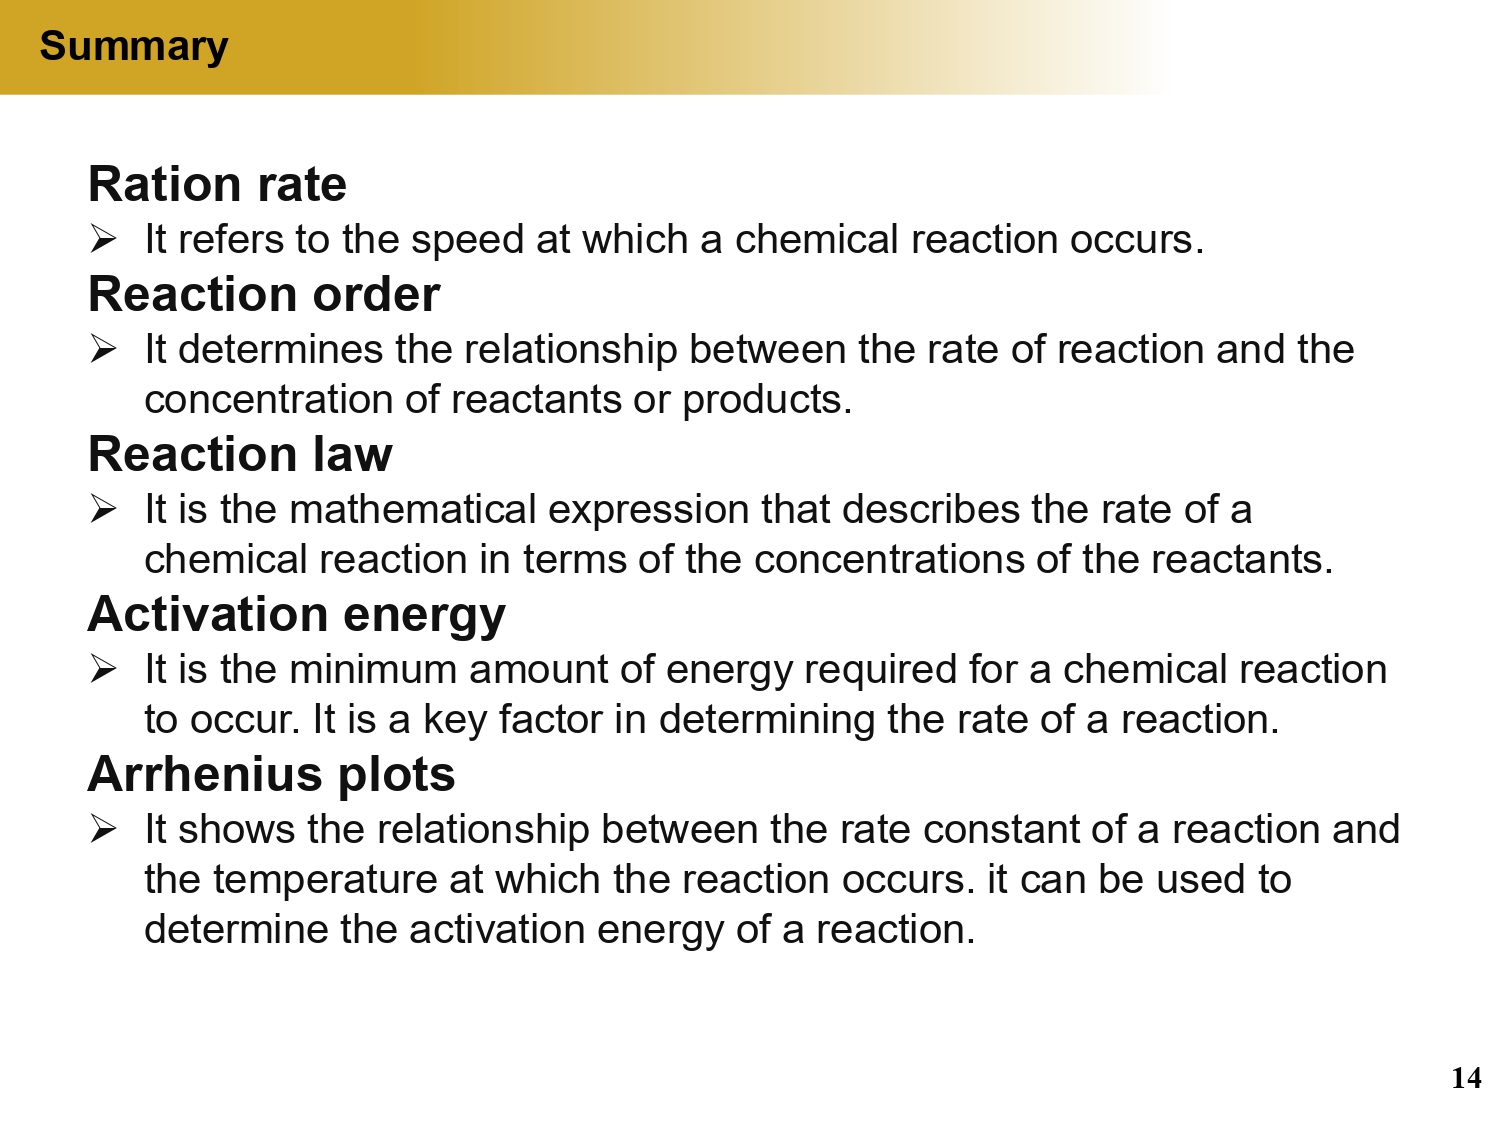 Summary
Ration rate
➢ It refers to the speed at which a chemical reaction occurs.
Reaction order
➢ It determines the relationship between the rate of reaction and the
concentration of reactants or products.
Reaction law
➢ It is the mathematical expression that describes the rate of a
chemical reaction in terms of the concentrations of the reactants.
Activation energy
➢ It is the minimum amount of energy required for a chemical reaction
to occur. It is a key factor in determining the rate of a reaction.
Arrhenius plots
➢ It shows the relationship between the rate constant of a reaction and
the temperature at which the reaction occurs. it can be used to
determine the activation energy of a reaction.
14